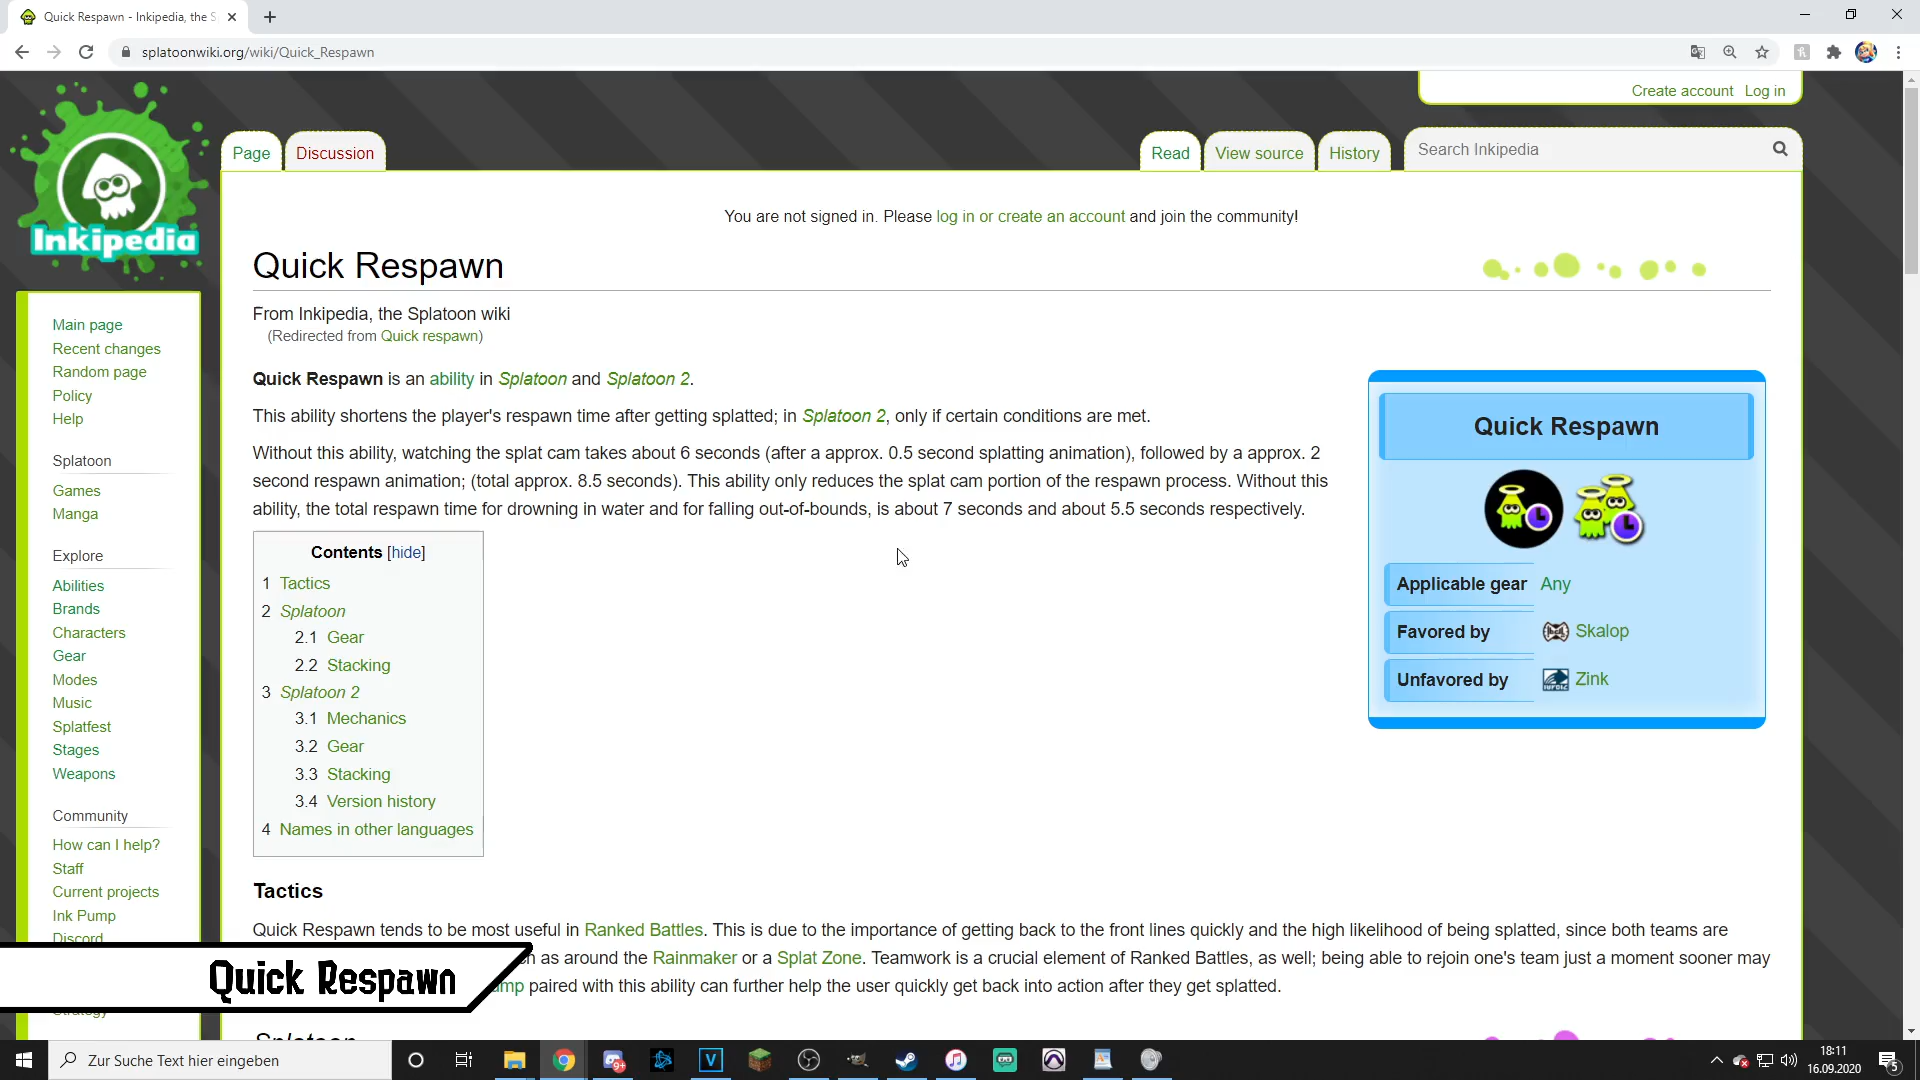 Quick Respawn - Inkipedia, the S
splatoonwiki.org/wiki/Quick_Respawn
Create account Log in
Page Discussion Read View source History Search Inkipedia
Inkipedia
You are not signed in. Please log in or create an account and join the community!
Quick Respawn
From Inkipedia, the Splatoon wiki
(Redirected from Quick respawn)
Quick Respawn is an ability in Splatoon and Splatoon 2.
This ability shortens the player's respawn time after getting splatted; in Splatoon 2, only if certain conditions are met.
Without this ability, watching the splat cam takes about 6 seconds (after a approx. 0.5 second splatting animation), followed by a approx. 2
second respawn animation; (total approx. 8.5 seconds). This ability only reduces the splat cam portion of the respawn process. Without this
ability, the total respawn time for drowning in water and for falling out-of-bounds, is about 7 seconds and about 5.5 seconds respectively.
Quick Respawn
Applicable gear Any
Favored by Skalop
Unfavored by Zink
Contents [hide]
1 Tactics
2 Splatoon
2.1 Gear
2.2 Stacking
3 Splatoon 2
3.1 Mechanics
3.2 Gear
3.3 Stacking
3.4 Version history
4 Names in other languages
Main page
Recent changes
Random page
Policy
Help
Splatoon
Games
Manga
Explore
Abilities
Brands
Characters
Gear
Modes
Music
Splatfest
Stages
Weapons
Community
How can I help?
Staff
Current projects
Ink Pump
Discord
Strategy
Tactics
Quick Respawn tends to be most useful in Ranked Battles. This is due to the importance of getting back to the front lines quickly and the high likelihood of being splatted, since both teams are
as around the Rainmaker or a Splat Zone. Teamwork is a crucial element of Ranked Battles, as well; being able to rejoin one's team just a moment sooner may
paired with this ability can further help the user quickly get back into action after they get splatted.
Splatoon
Quick Respawn
Zur Suche Text hier eingeben
9+
V
18:11
16.09.2020
5